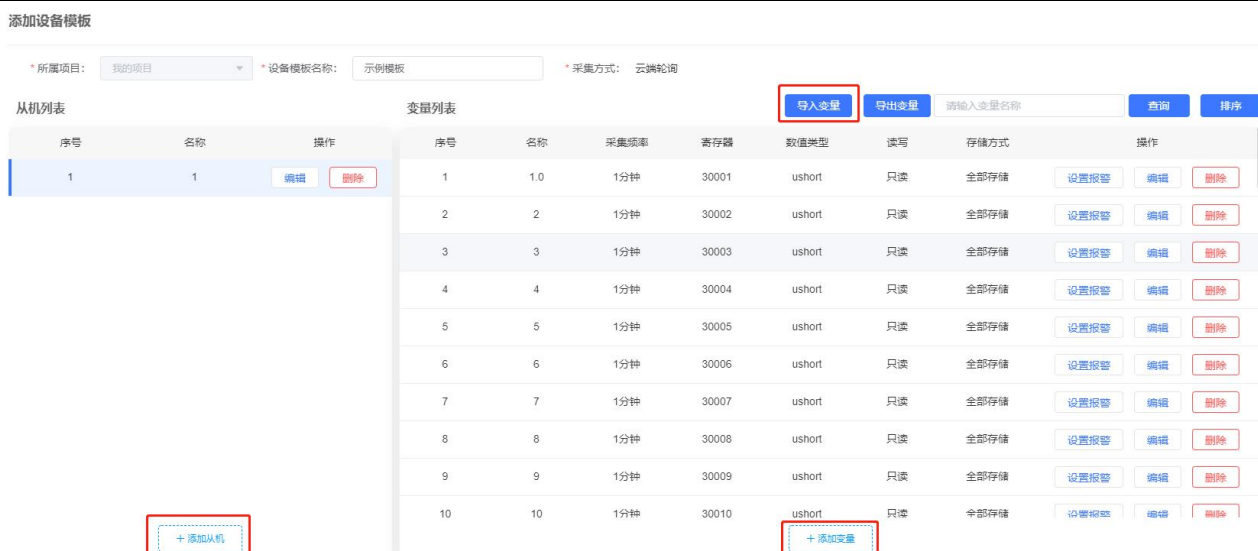 添加设备模板
* 所属项目： 我的项目 * 设备模板名称： 示例模板 * 采集方式： 云端轮询
从机列表 变量列表 导入变量 导出变量 请输入变量名称 查询 排序
序号 名称 操作 序号 名称 采集频率 寄存器 数值类型 读写 存储方式 操作
1 1 编辑 删除 1 1.0 1分钟 30001 ushort 只读 全部存储 设置报警 编辑 删除
2 2 1分钟 30002 ushort 只读 全部存储 设置报警 编辑 删除
3 3 1分钟 30003 ushort 只读 全部存储 设置报警 编辑 删除
4 4 1分钟 30004 ushort 只读 全部存储 设置报警 编辑 删除
5 5 1分钟 30005 ushort 只读 全部存储 设置报警 编辑 删除
6 6 1分钟 30006 ushort 只读 全部存储 设置报警 编辑 删除
7 7 1分钟 30007 ushort 只读 全部存储 设置报警 编辑 删除
8 8 1分钟 30008 ushort 只读 全部存储 设置报警 编辑 删除
9 9 1分钟 30009 ushort 只读 全部存储 设置报警 编辑 删除
10 10 1分钟 30010 ushort 只读 全部存储 设置报警 编辑 删除
+ 添加从机 + 添加变量